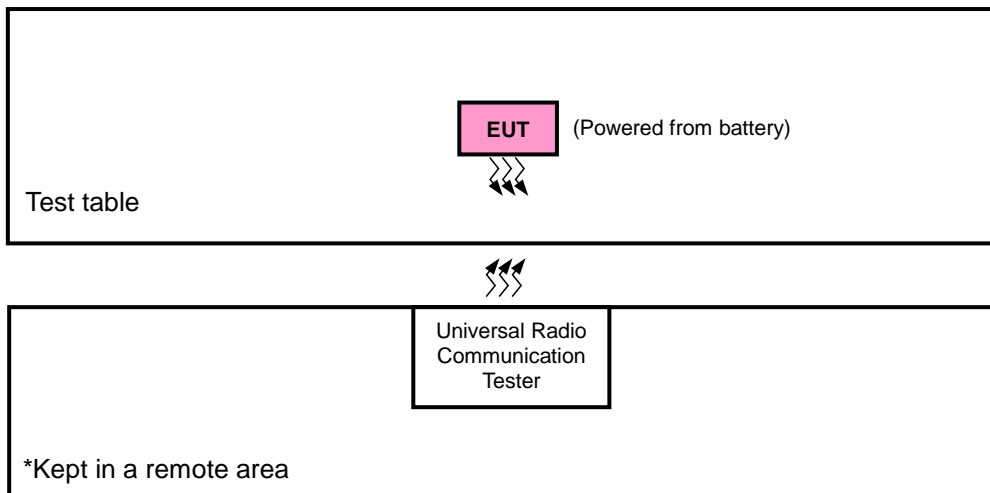 EUT (Powered from battery)
Test table
Universal Radio
Communication
Tester
*Kept in a remote area